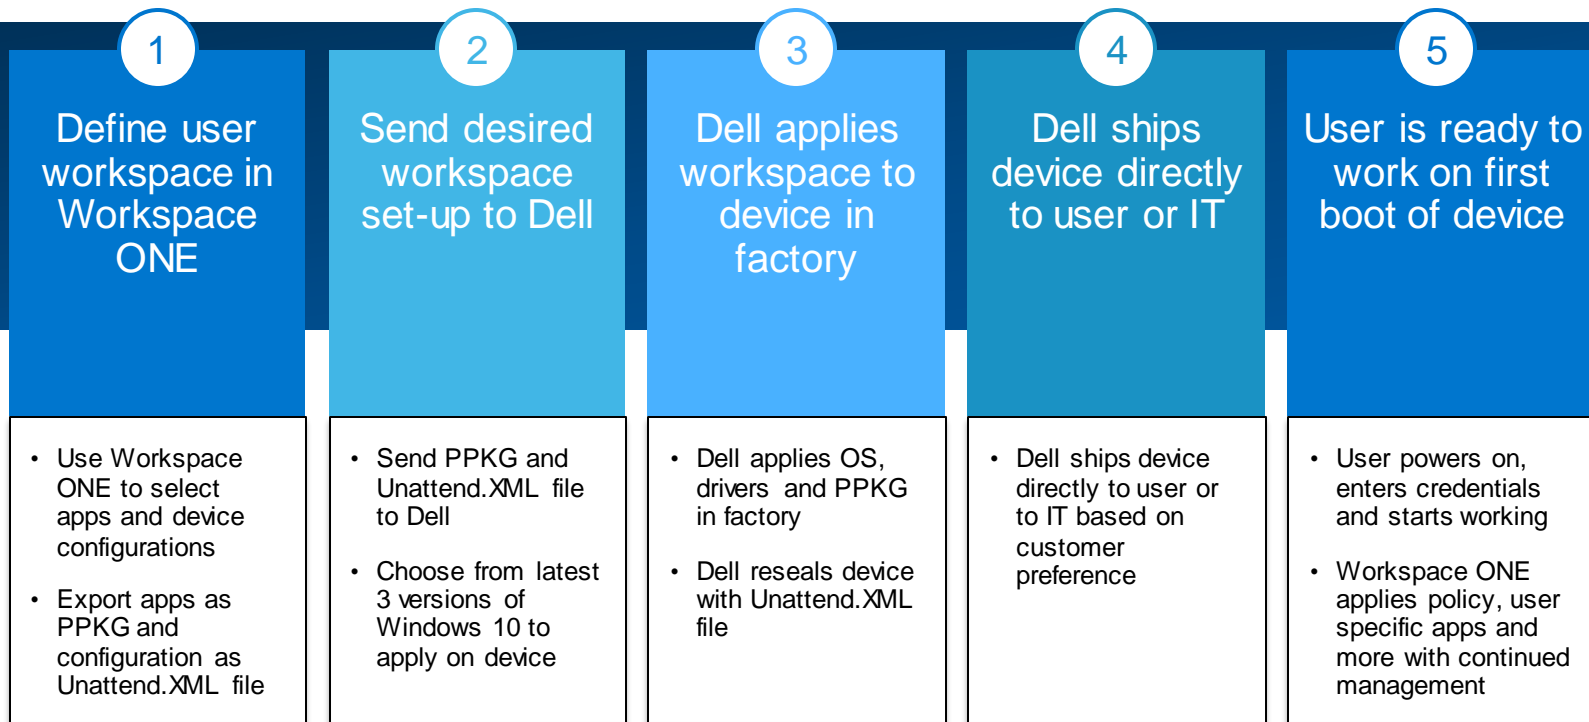 1
Define user
workspace in
Workspace
ONE
• Use Workspace
ONE to select
apps and device
configurations
• Export apps as
PPKG and
configuration as
Unattend.XML file
2
Send desired
workspace
set-up to Dell
• Send PPKG and
Unattend.XML file
to Dell
• Choose from latest
3 versions of
Windows 10 to
apply on device
3
Dell applies
workspace to
device in
factory
• Dell applies OS,
drivers and PPKG
in factory
• Dell reseals device
with Unattend.XML
file
4
Dell ships
device directly
to user or IT
• Dell ships device
directly to user or
to IT based on
customer
preference
5
User is ready to
work on first
boot of device
• User powers on,
enters credentials
and starts working
• Workspace ONE
applies policy, user
specific apps and
more with continued
management